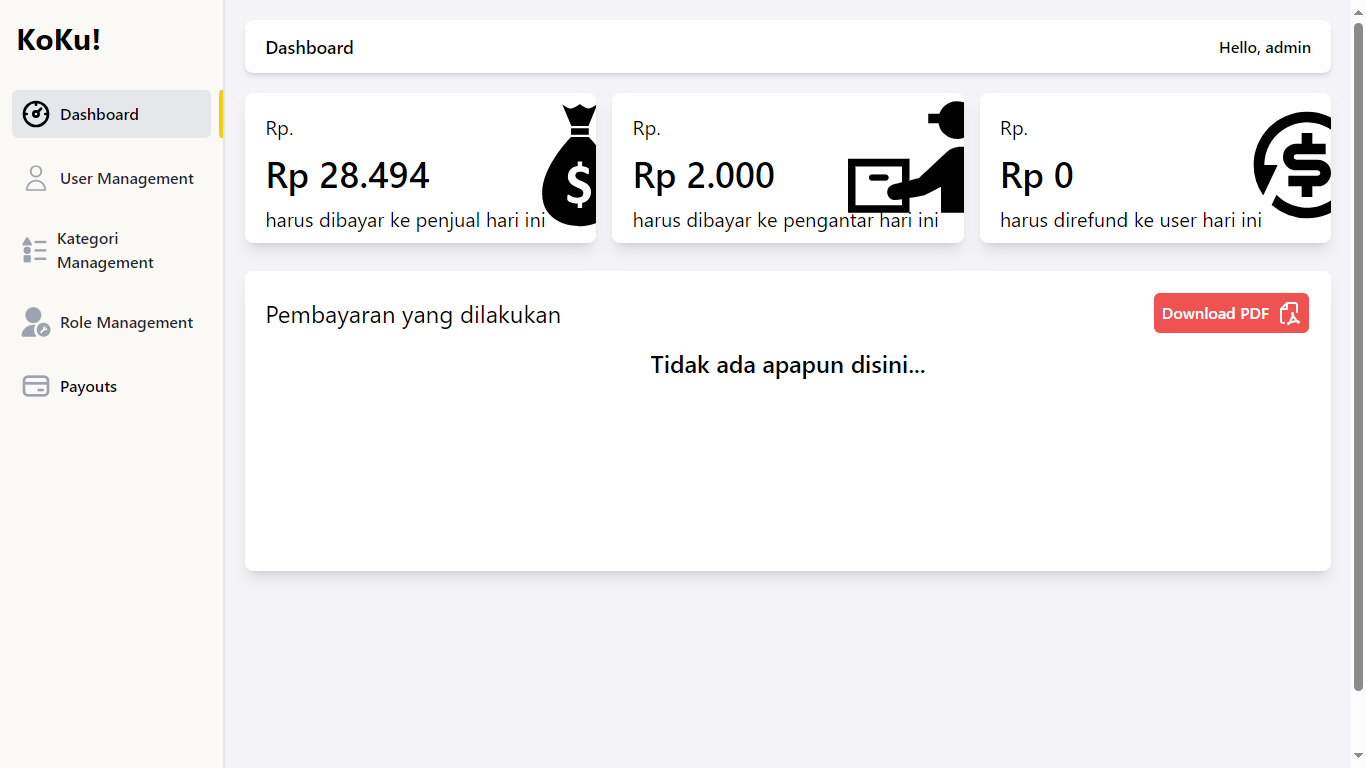 KoKu!
Dashboard
User Management
Kategori
Management
Role Management
Payouts
Dashboard
Hello, admin
Rp.
Rp 28.494
harus dibayar ke penjual hari ini
$
Rp.
Rp 2.000
harus dibayar ke pengantar hari ini
Rp.
Rp 0
harus direfund ke user hari ini
$
Pembayaran yang dilakukan
Download PDF
Tidak ada apapun disini...